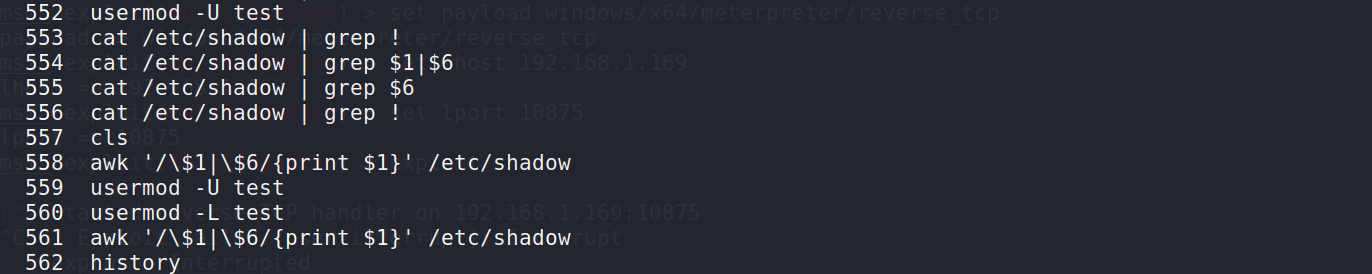 552 usermod -U test
553 cat /etc/shadow | grep !
554 cat /etc/shadow | grep $1|$6
555 cat /etc/shadow | grep $6
556 cat /etc/shadow | grep !
557 cls
558 awk '/\$1|\$6/{print $1}' /etc/shadow
559 usermod -U test
560 usermod -L test
561 awk '/\$1|\$6/{print $1}' /etc/shadow
562 history